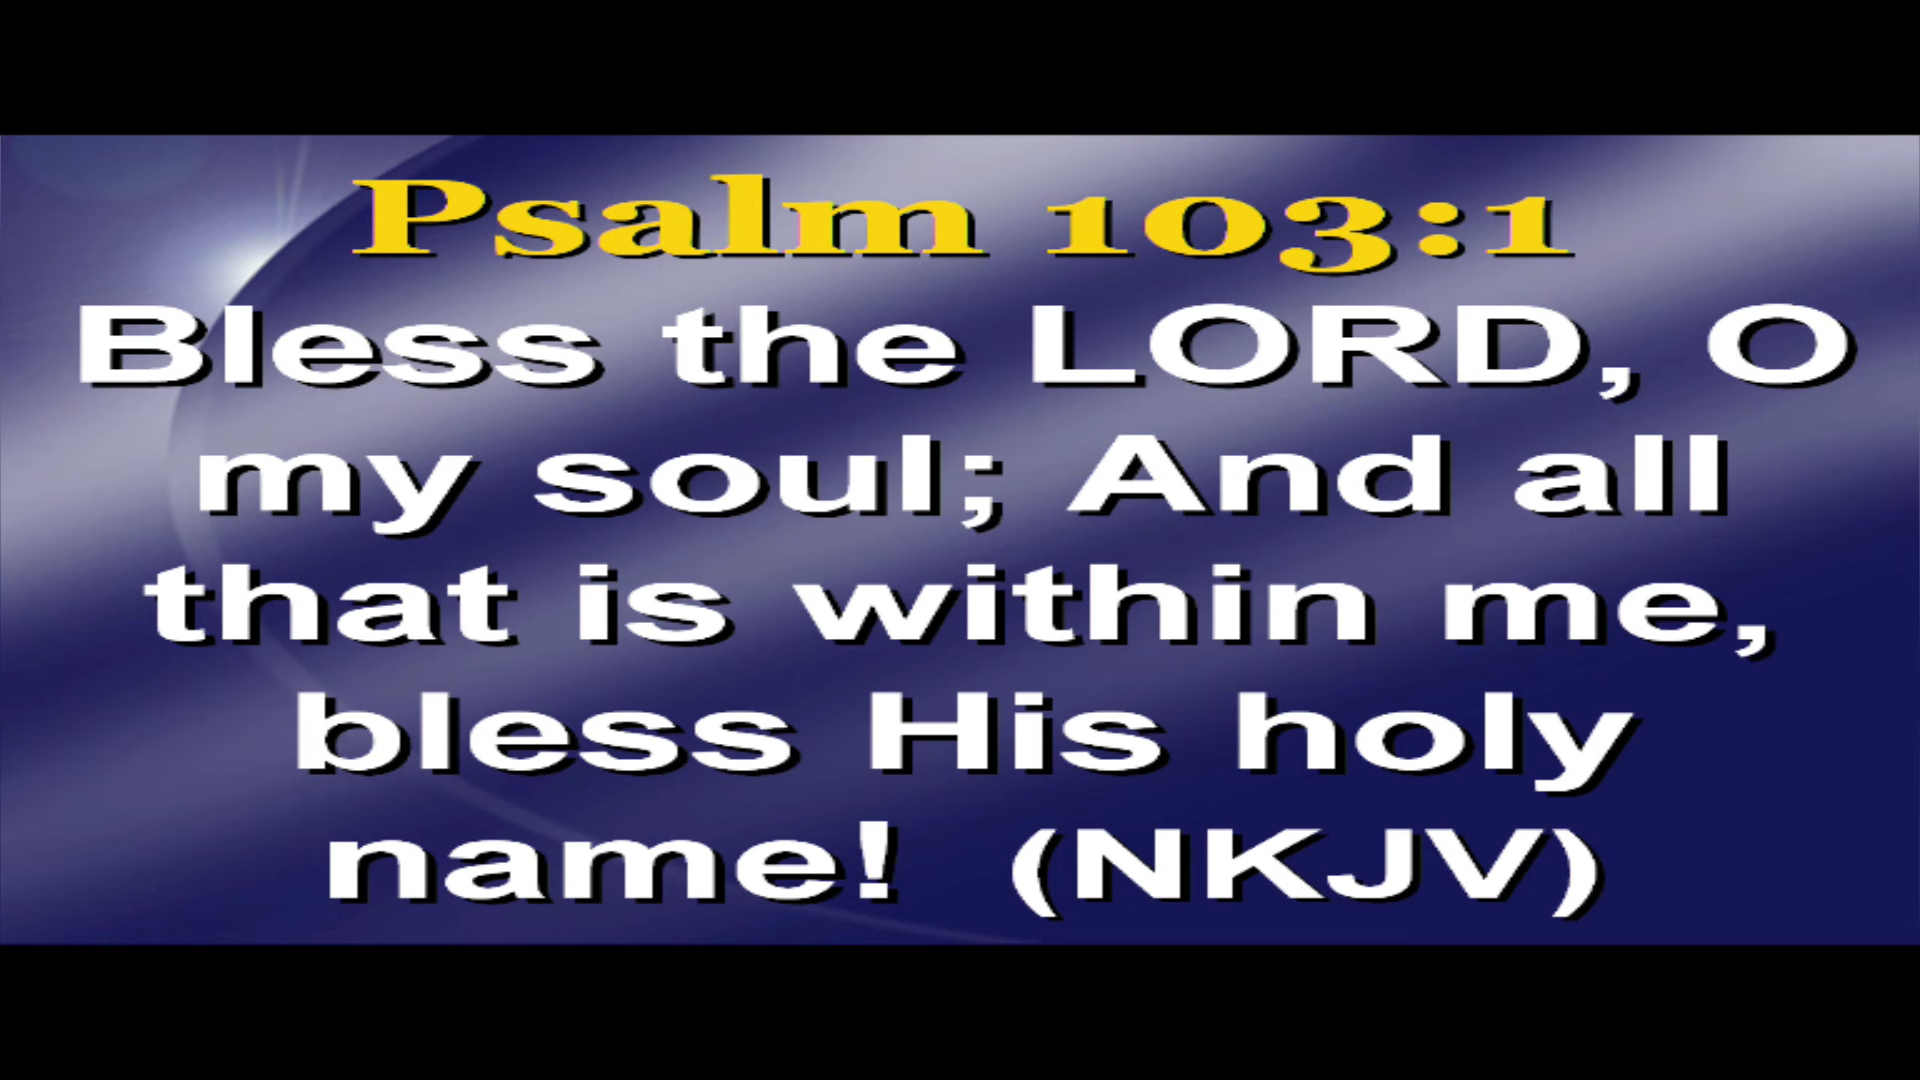 Psalm 103:1
Bless the LORD, O
my soul; And all
that is within me,
bless His holy
name! (NKJV)